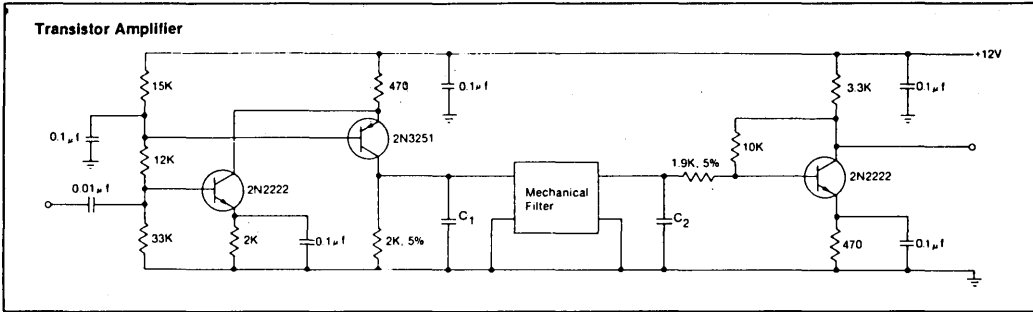 Transistor Amplifier
+12V
15K
470
0.1μf
3.3K
0.1μf
0.1μf
2N3251
10K
12K
1.9K, 5%
0.01μf
2N2222
2N2222
Mechanical
Filter
C1
C2
33K
2K
0.1μf
2K, 5%
470
0.1μf